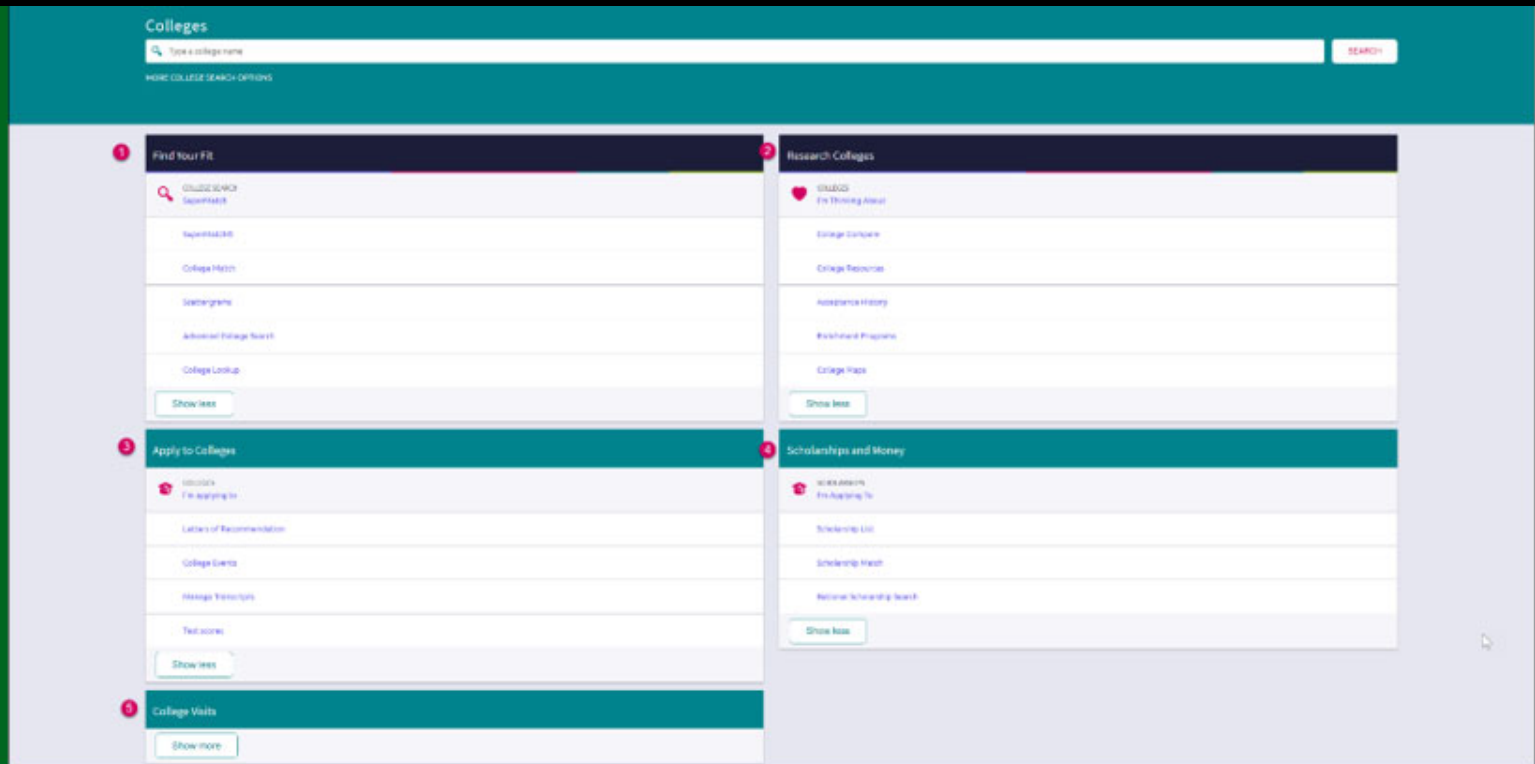 Colleges
Type a college name
SEARCH
MORE COLLEGE SEARCH OPTIONS
1
Find Your Fit
COLLEGE SEARCH
SuperMatch
College Match
Scattergrams
Advanced College Search
College Lookup
Show less
2
Research Colleges
COLLEGES
I'm Thinking About
College Compare
College Resources
Acceptance History
Enrichment Programs
College Maps
Show less
3
Apply to Colleges
COLLEGES
I'm applying to
Letters of Recommendation
College Events
Manage Transcripts
Test scores
Show less
4
Scholarships and Money
SCHOLARSHIPS
I'm Applying To
Scholarship List
Scholarship Match
National Scholarship Search
Show less
5
College Visits
Show more